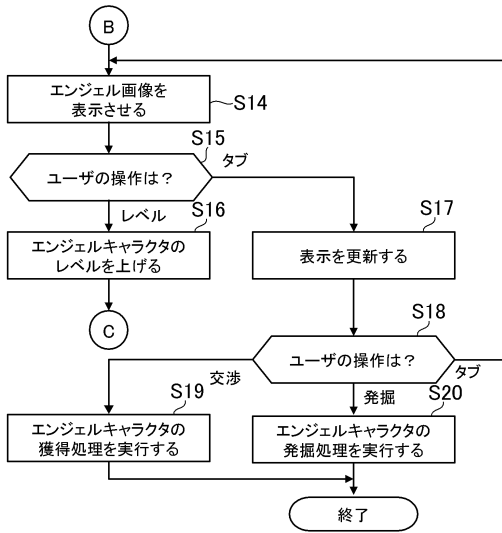 B
エンジェル画像を
表示させる
S14
S15
ユーザの操作は？
タブ
レベル
S16
エンジェルキャラクタの
レベルを上げる
S17
表示を更新する
C
S18
ユーザの操作は？
タブ
交渉
発掘
S19
エンジェルキャラクタの
獲得処理を実行する
S20
エンジェルキャラクタの
発掘処理を実行する
終了